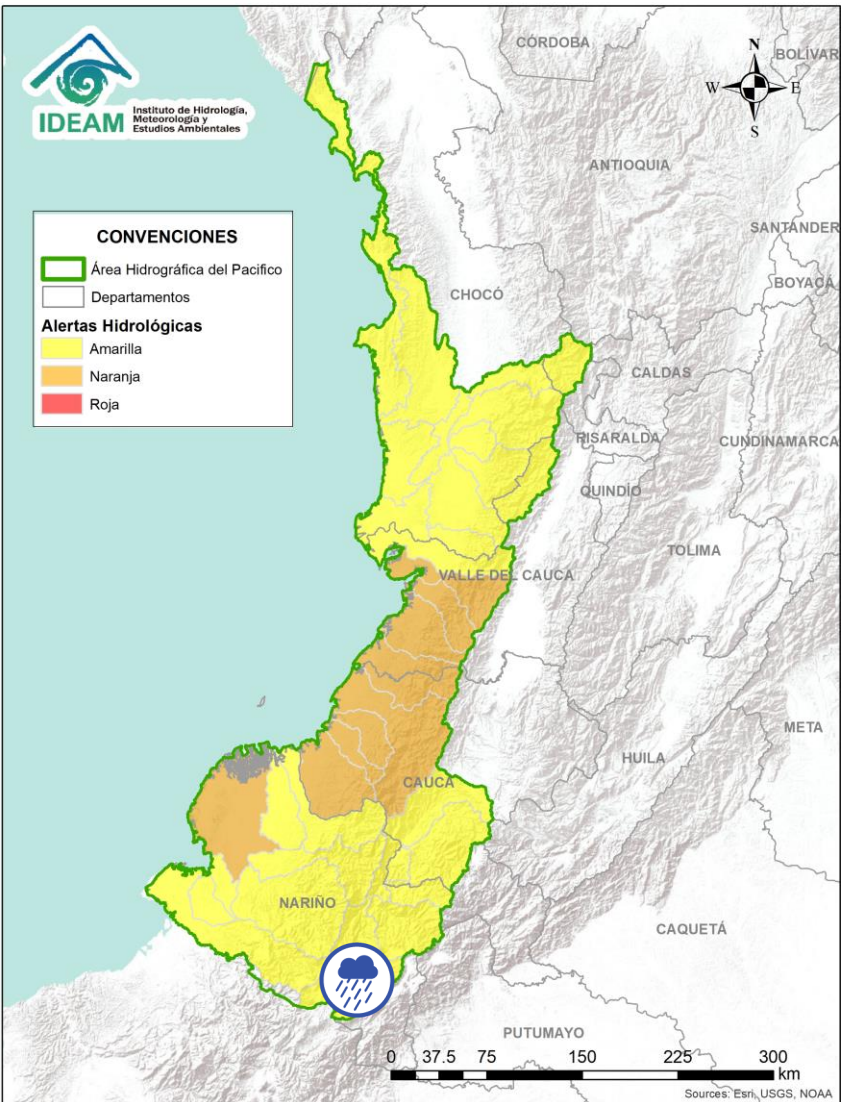 IDEAM
Instituto de Hidrología,
Meteorología y
Estudios Ambientales
N
W
E
S
CÓRDOBA
BOLÍVAR
ANTIOQUIA
SANTANDER
BOYACÁ
CHOCÓ
CALDAS
RISARALDA
CUNDINAMARCA
QUINDÍO
TOLIMA
VALLE DEL CAUCA
META
HUILA
CAUCA
NARIÑO
CAQUETÁ
PUTUMAYO
CONVENCIONES
Área Hidrográfica del Pacifico
Departamentos
Alertas Hidrológicas
Amarilla
Naranja
Roja
0 37.5 75 150 225 300
km
Sources: Esri, USGS, NOAA